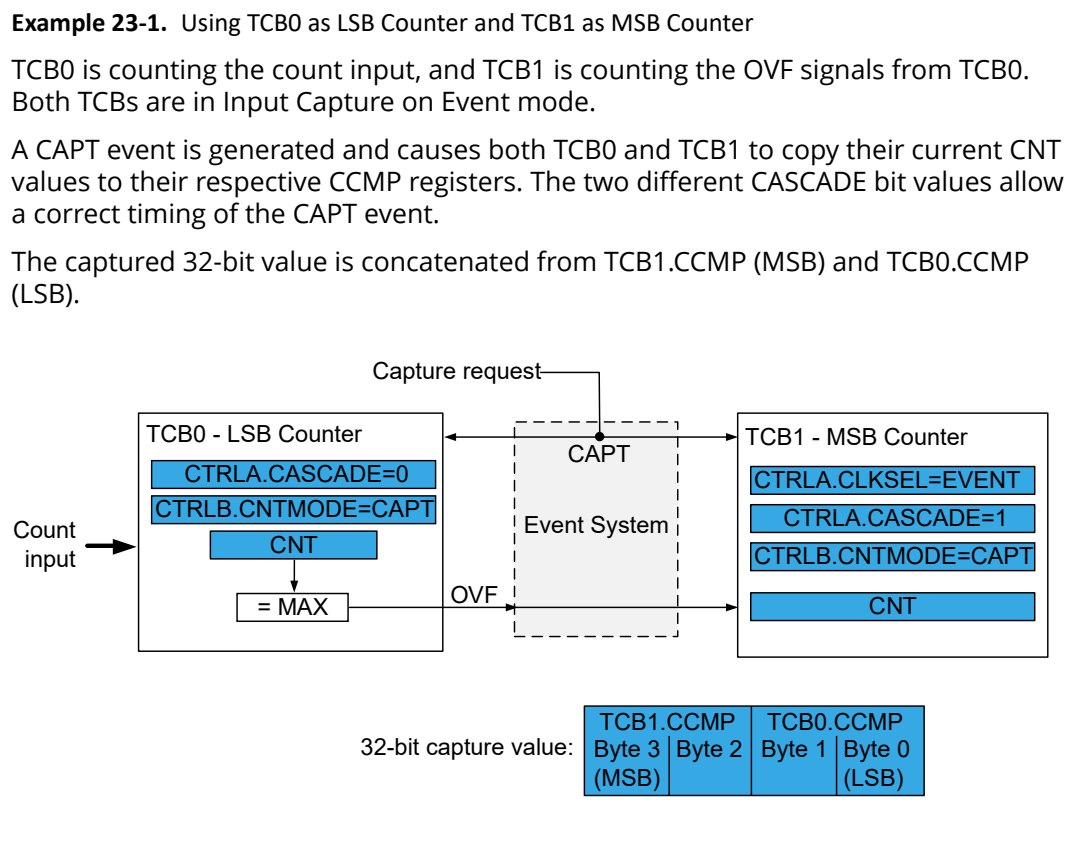 Example 23-1. Using TCB0 as LSB Counter and TCB1 as MSB Counter
TCB0 is counting the count input, and TCB1 is counting the OVF signals from TCB0.
Both TCBs are in Input Capture on Event mode.
A CAPT event is generated and causes both TCB0 and TCB1 to copy their current CNT
values to their respective CCMP registers. The two different CASCADE bit values allow
a correct timing of the CAPT event.
The captured 32-bit value is concatenated from TCB1.CCMP (MSB) and TCB0.CCMP
(LSB).
Capture request
TCB0 - LSB Counter
CTRLA.CASCADE=0
CTRLB.CNTMODE=CAPT
CNT
= MAX
Count
input
OVF
CAPT
Event System
TCB1 - MSB Counter
CTRLA.CLKSEL=EVENT
CTRLA.CASCADE=1
CTRLB.CNTMODE=CAPT
CNT
32-bit capture value:
TCB1.CCMP TCB0.CCMP
Byte 3 Byte 2 Byte 1 Byte 0
(MSB) (LSB)